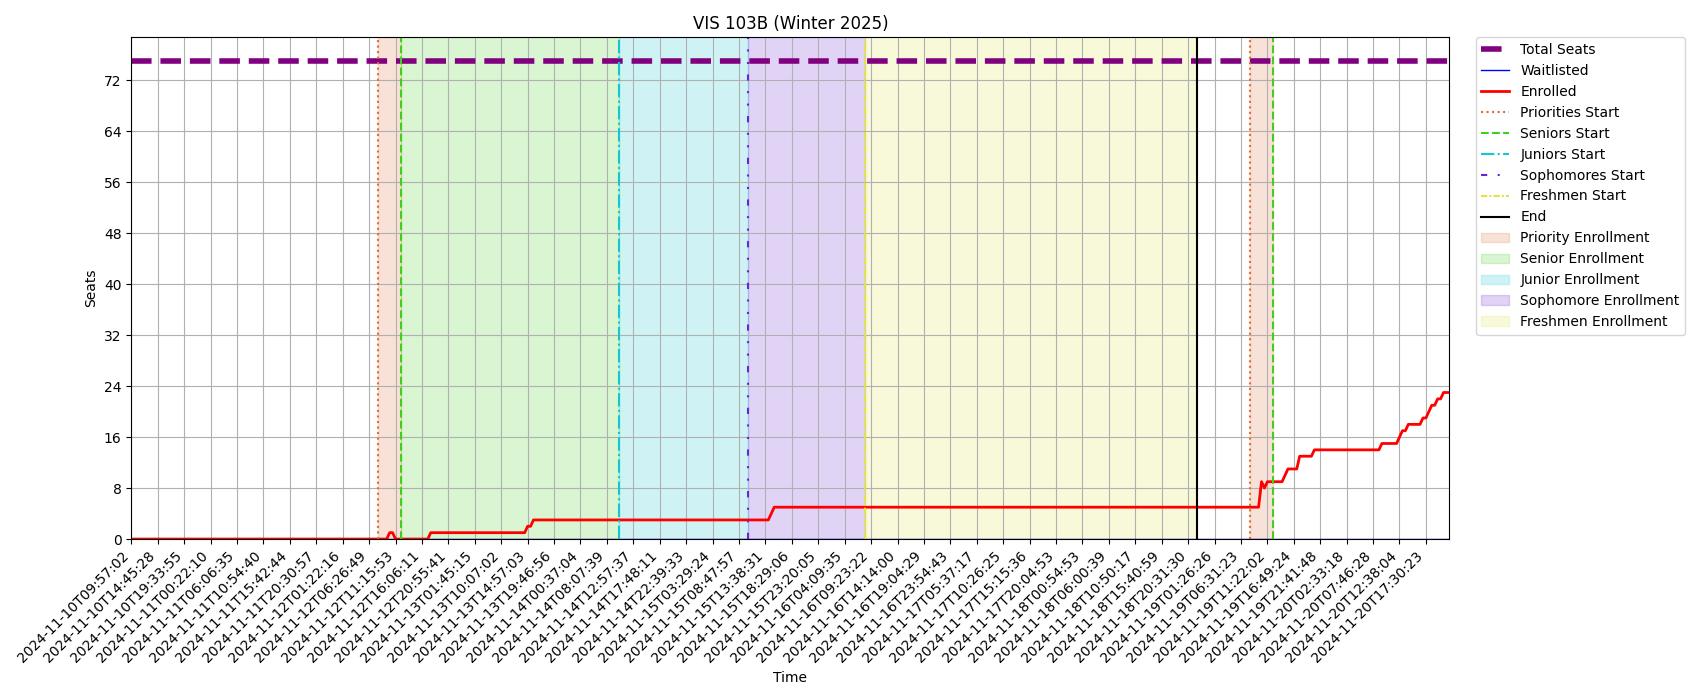 VIS 103B (Winter 2025)
Seats
72
64
56
48
40
32
24
16
8
0
2024-11-10T09:57:02
2024-11-10T14:45:28
2024-11-10T19:33:55
2024-11-11T00:22:10
2024-11-11T06:06:35
2024-11-11T10:54:40
2024-11-11T15:42:44
2024-11-11T20:30:57
2024-11-12T01:22:16
2024-11-12T06:26:49
2024-11-12T11:15:53
2024-11-12T16:06:11
2024-11-12T20:55:41
2024-11-13T01:45:15
2024-11-13T10:07:02
2024-11-13T14:57:03
2024-11-13T19:46:56
2024-11-14T00:37:04
2024-11-14T08:07:39
2024-11-14T12:57:37
2024-11-14T17:48:11
2024-11-14T22:39:33
2024-11-15T03:29:24
2024-11-15T08:47:57
2024-11-15T13:38:31
2024-11-15T18:29:06
2024-11-15T23:20:05
2024-11-16T04:09:35
2024-11-16T09:23:22
2024-11-16T14:14:00
2024-11-16T19:04:29
2024-11-16T23:54:43
2024-11-17T05:37:17
2024-11-17T10:26:25
2024-11-17T15:15:36
2024-11-17T20:04:53
2024-11-18T00:54:53
2024-11-18T06:00:39
2024-11-18T10:50:17
2024-11-18T15:40:59
2024-11-18T20:31:30
2024-11-19T01:26:26
2024-11-19T06:31:23
2024-11-19T11:22:02
2024-11-19T16:49:24
2024-11-19T21:41:48
2024-11-20T02:33:18
2024-11-20T07:46:28
2024-11-20T12:38:04
2024-11-20T17:30:23
Time
Total Seats
Waitlisted
Enrolled
Priorities Start
Seniors Start
Juniors Start
Sophomores Start
Freshmen Start
End
Priority Enrollment
Senior Enrollment
Junior Enrollment
Sophomore Enrollment
Freshmen Enrollment